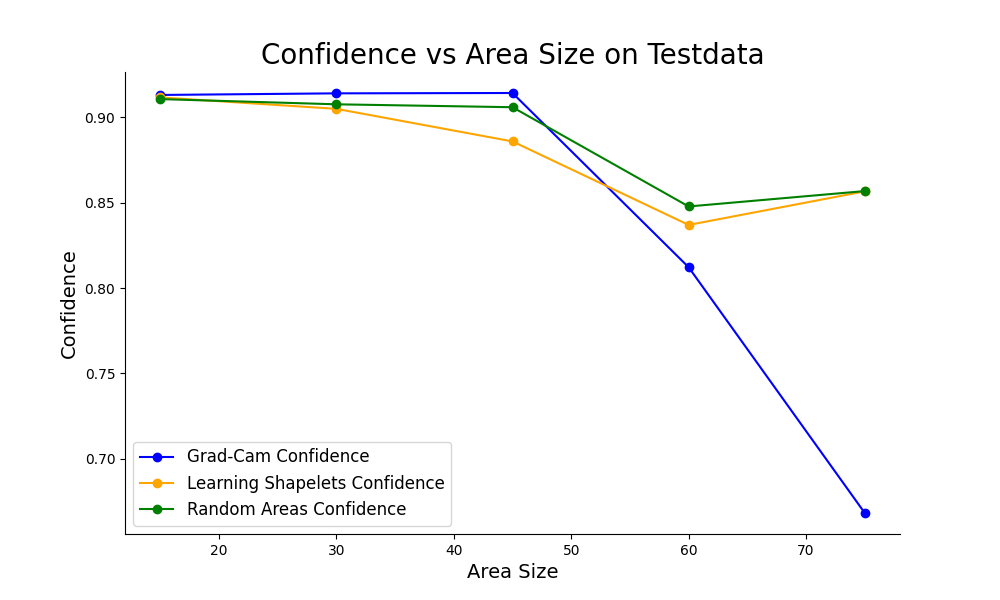 Confidence vs Area Size on Testdata
Confidence
0.90
0.85
0.80
0.75
0.70
Grad-Cam Confidence
Learning Shapelets Confidence
Random Areas Confidence
20 30 40 50 60 70
Area Size